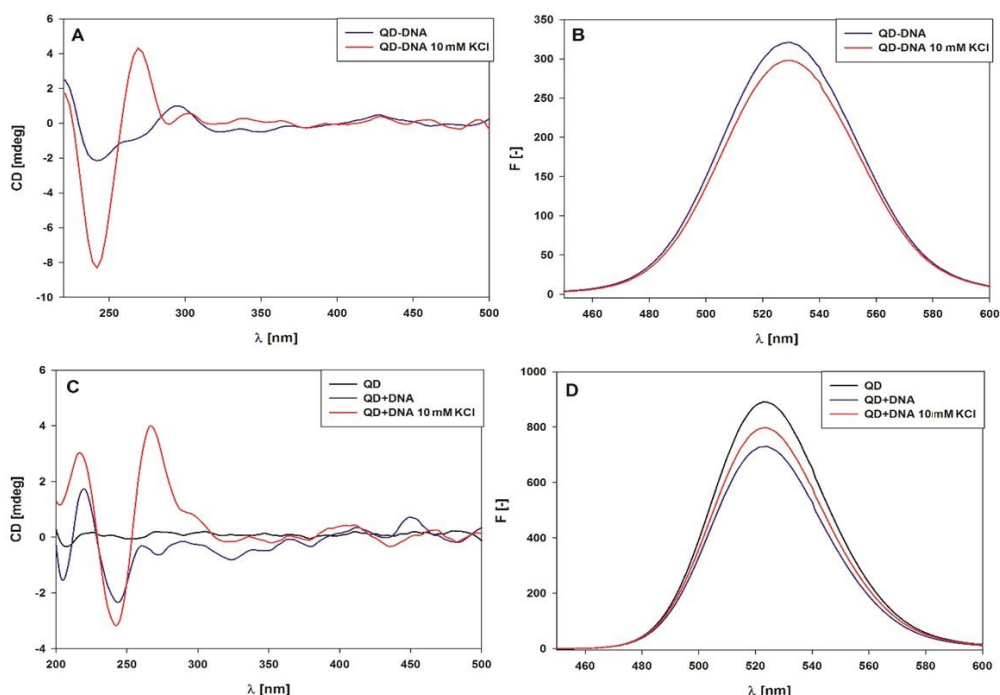 A
QD-DNA
QD-DNA 10 mM KCl
CD [mdeg]
6
4
2
0
-2
-4
-6
-8
-10
250 300 350 400 450 500
λ [nm]
B
QD-DNA
QD-DNA 10 mM KCl
F [-]
350
300
250
200
150
100
50
0
460 480 500 520 540 560 580 600
λ [nm]
C
QD
QD+DNA
QD+DNA 10 mM KCl
CD [mdeg]
6
4
2
0
-2
-4
200 250 300 350 400 450 500
λ [nm]
D
QD
QD+DNA
QD+DNA 10 mM KCl
F [-]
1000
800
600
400
200
0
460 480 500 520 540 560 580 600
λ [nm]